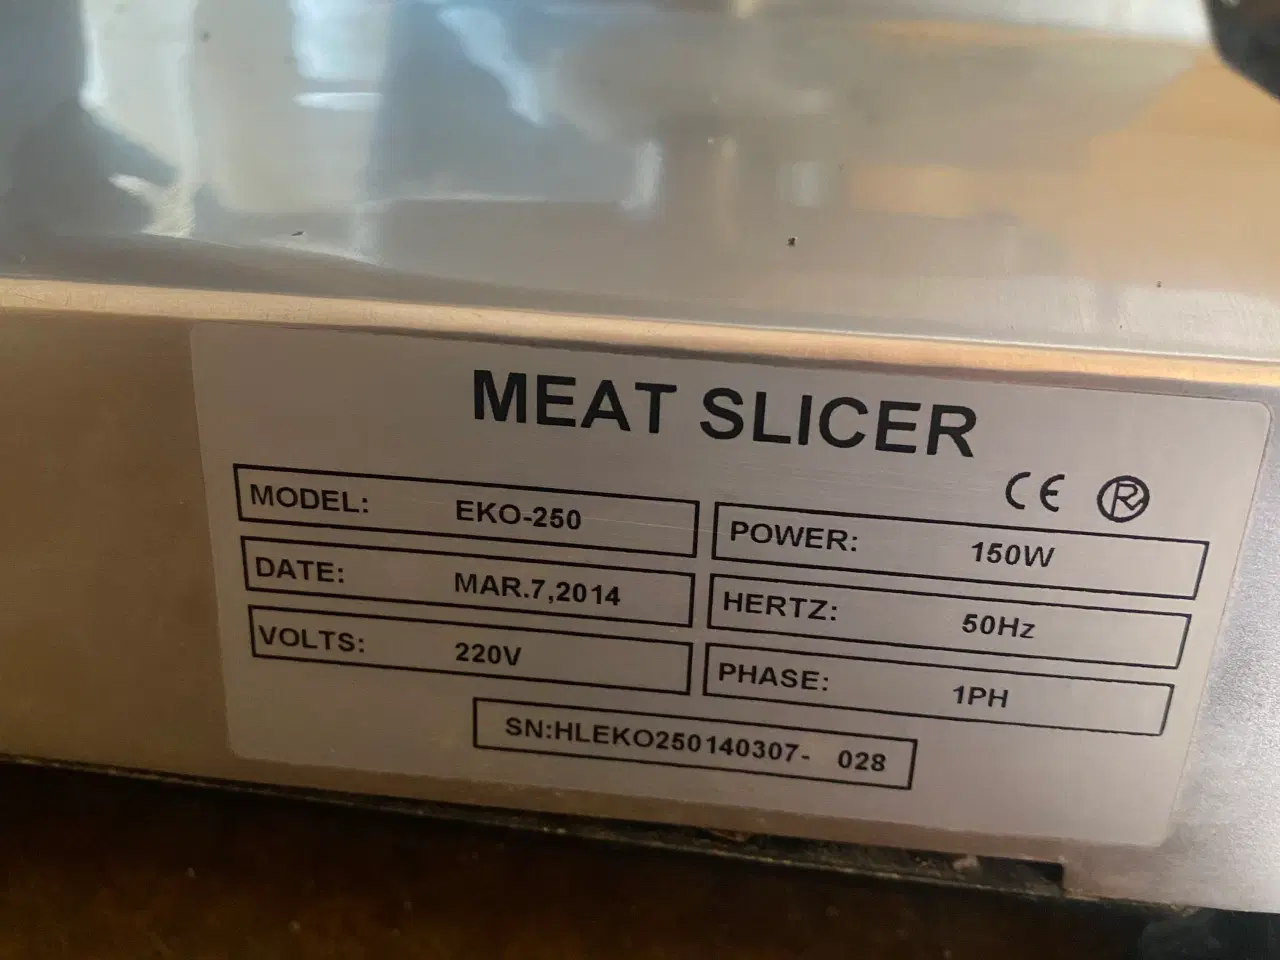 MEAT SLICER
CE ®
MODEL: EKO-250
POWER: 150W
DATE: MAR.7,2014
HERTZ: 50Hz
VOLTS: 220V
PHASE: 1PH
SN:HLEKO250140307- 028